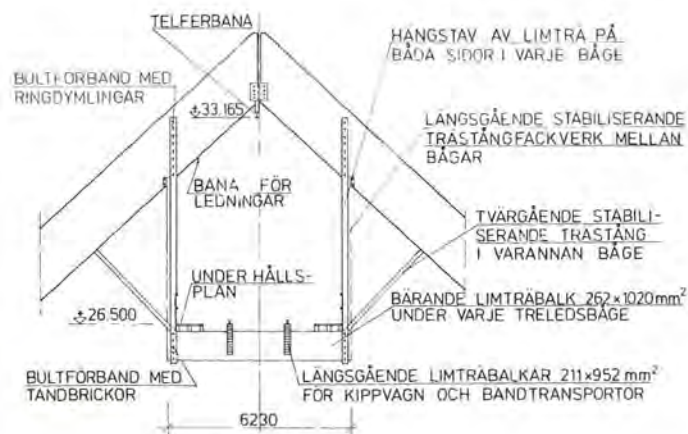 TELFERBANA
HÄNGSTAV AV LIMTRÄ PÅ
BÅDA SIDOR I VARJE BÅGE
BULTFÖRBAND MED
RINGDYMLINGAR
33.165
LÄNGSGÅENDE STABILISERANDE
TRÄSTÅNGFACKVERK MELLAN
BÅGAR
BANA FÖR
LEDNINGAR
TVÄRGÅENDE STABILI-
SERANDE TRÄSTÅNG
I VARANNAN BÅGE
UNDERHÅLLS-
PLAN
BÄRANDE LIMTRÄBALK 262×1020mm²
UNDER VARJE TRELEDSBÅGE
26.500
BULTFÖRBAND MED
TANDBRICKOR
LÄNGSGÅENDE LIMTRÄBALKAR 211×952 mm²
FÖR KIPPVAGN OCH BANDTRANSPORTÖR
6230